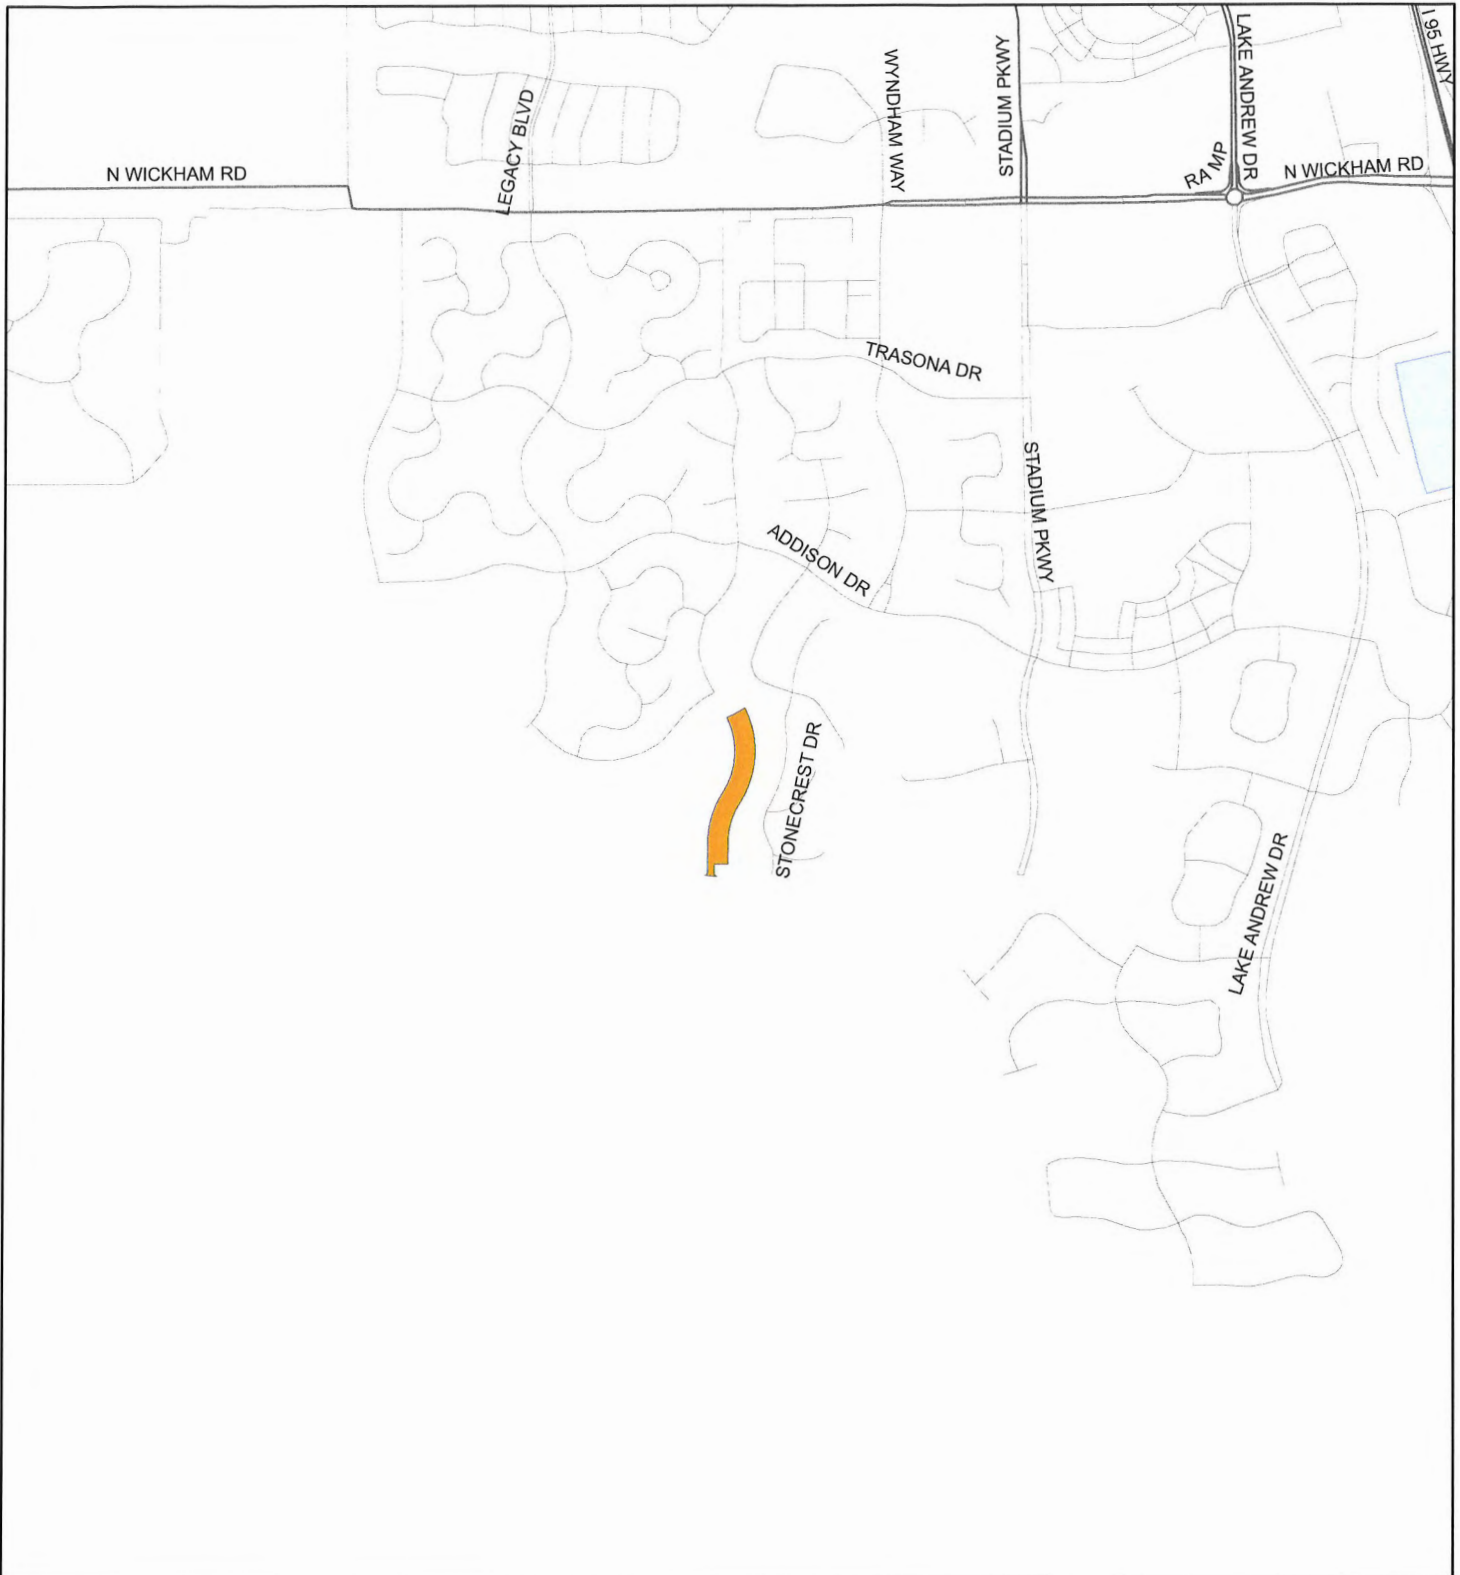 I 95 HWY
LAKE ANDREW DR
STADIUM PKWY
WYNDHAM WAY
LEGACY BLVD
RAMP
N WICKHAM RD
N WICKHAM RD
TRASONA DR
STADIUM PKWY
ADDISON DR
STONECREST DR
LAKE ANDREW DR